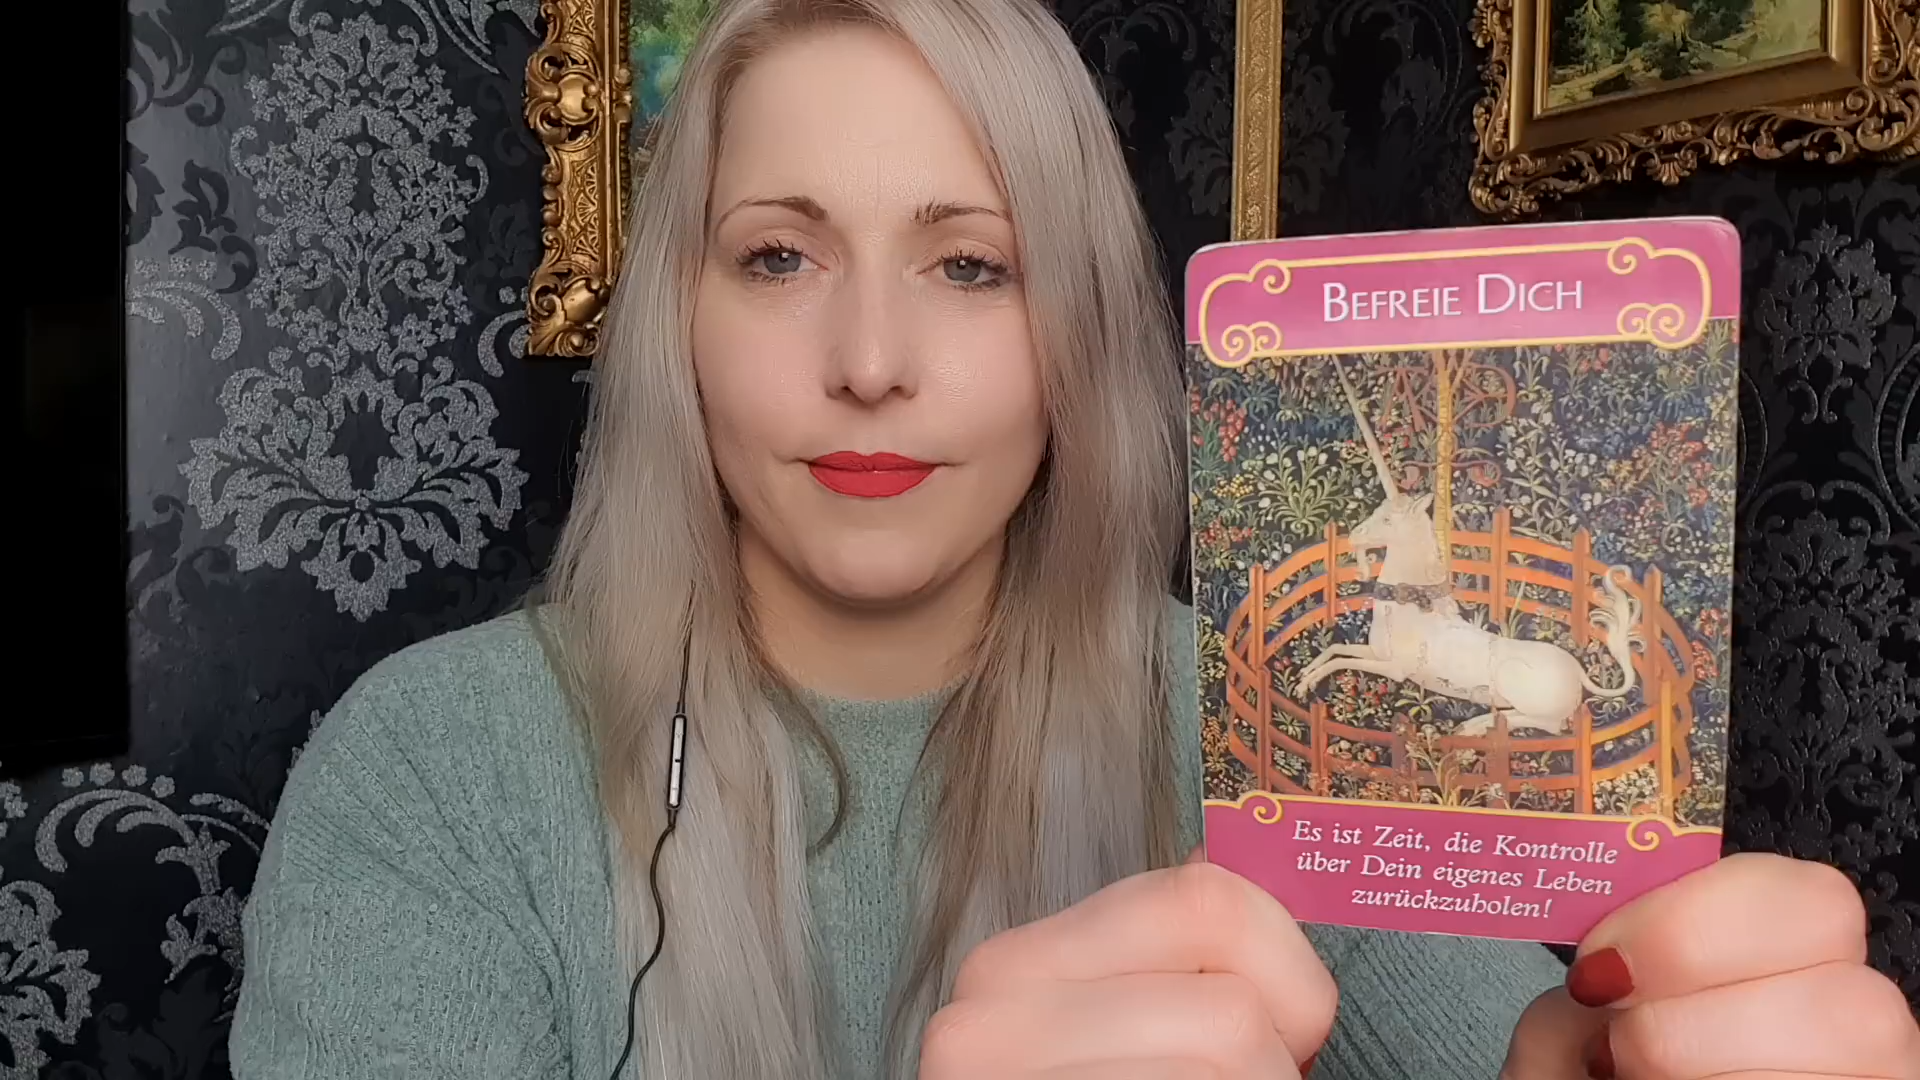 BEFREIE DICH
Es ist Zeit, die Kontrolle
über Dein eigenes Leben
zurückzuholen!